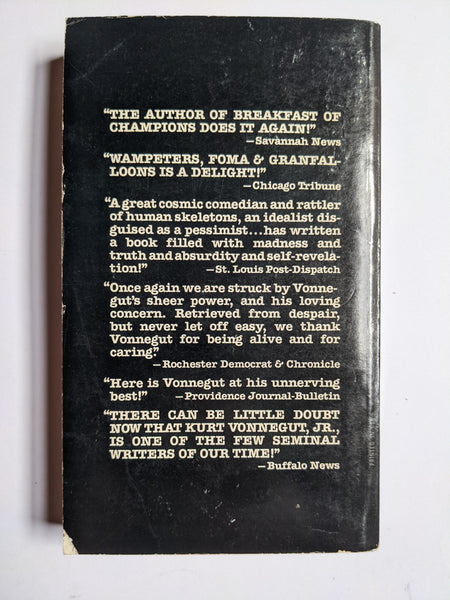 “THE AUTHOR OF BREAKFAST OF
CHAMPIONS DOES IT AGAIN!”
—Savannah News
“WAMPETERS, FOMA & GRANFAL-
LOONS IS A DELIGHT!”
—Chicago Tribune
“A great cosmic comedian and rattler
of human skeletons, an idealist dis-
guised as a pessimist...has written
a book filled with madness and
truth and absurdity and self-revela-
tion!” —St. Louis Post-Dispatch
“Once again we are struck by Vonne-
gut's sheer power, and his loving
concern. Retrieved from despair,
but never let off easy, we thank
Vonnegut for being alive and for
caring.”
—Rochester Democrat & Chronicle
“Here is Vonnegut at his unnerving
best!” —Providence Journal-Bulletin
“THERE CAN BE LITTLE DOUBT
NOW THAT KURT VONNEGUT, JR.,
IS ONE OF THE FEW SEMINAL
WRITERS OF OUR TIME!”
—Buffalo News
PRINTED